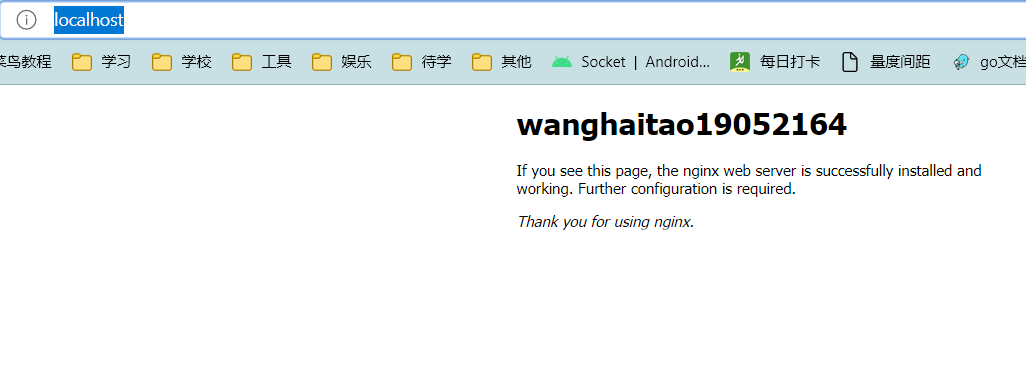 localhost
菜鸟教程 学习 学校 工具 娱乐 待学 其他 Socket | Android... 每日打卡 量度间距 go文档
wanghaitao19052164
If you see this page, the nginx web server is successfully installed and
working. Further configuration is required.
Thank you for using nginx.